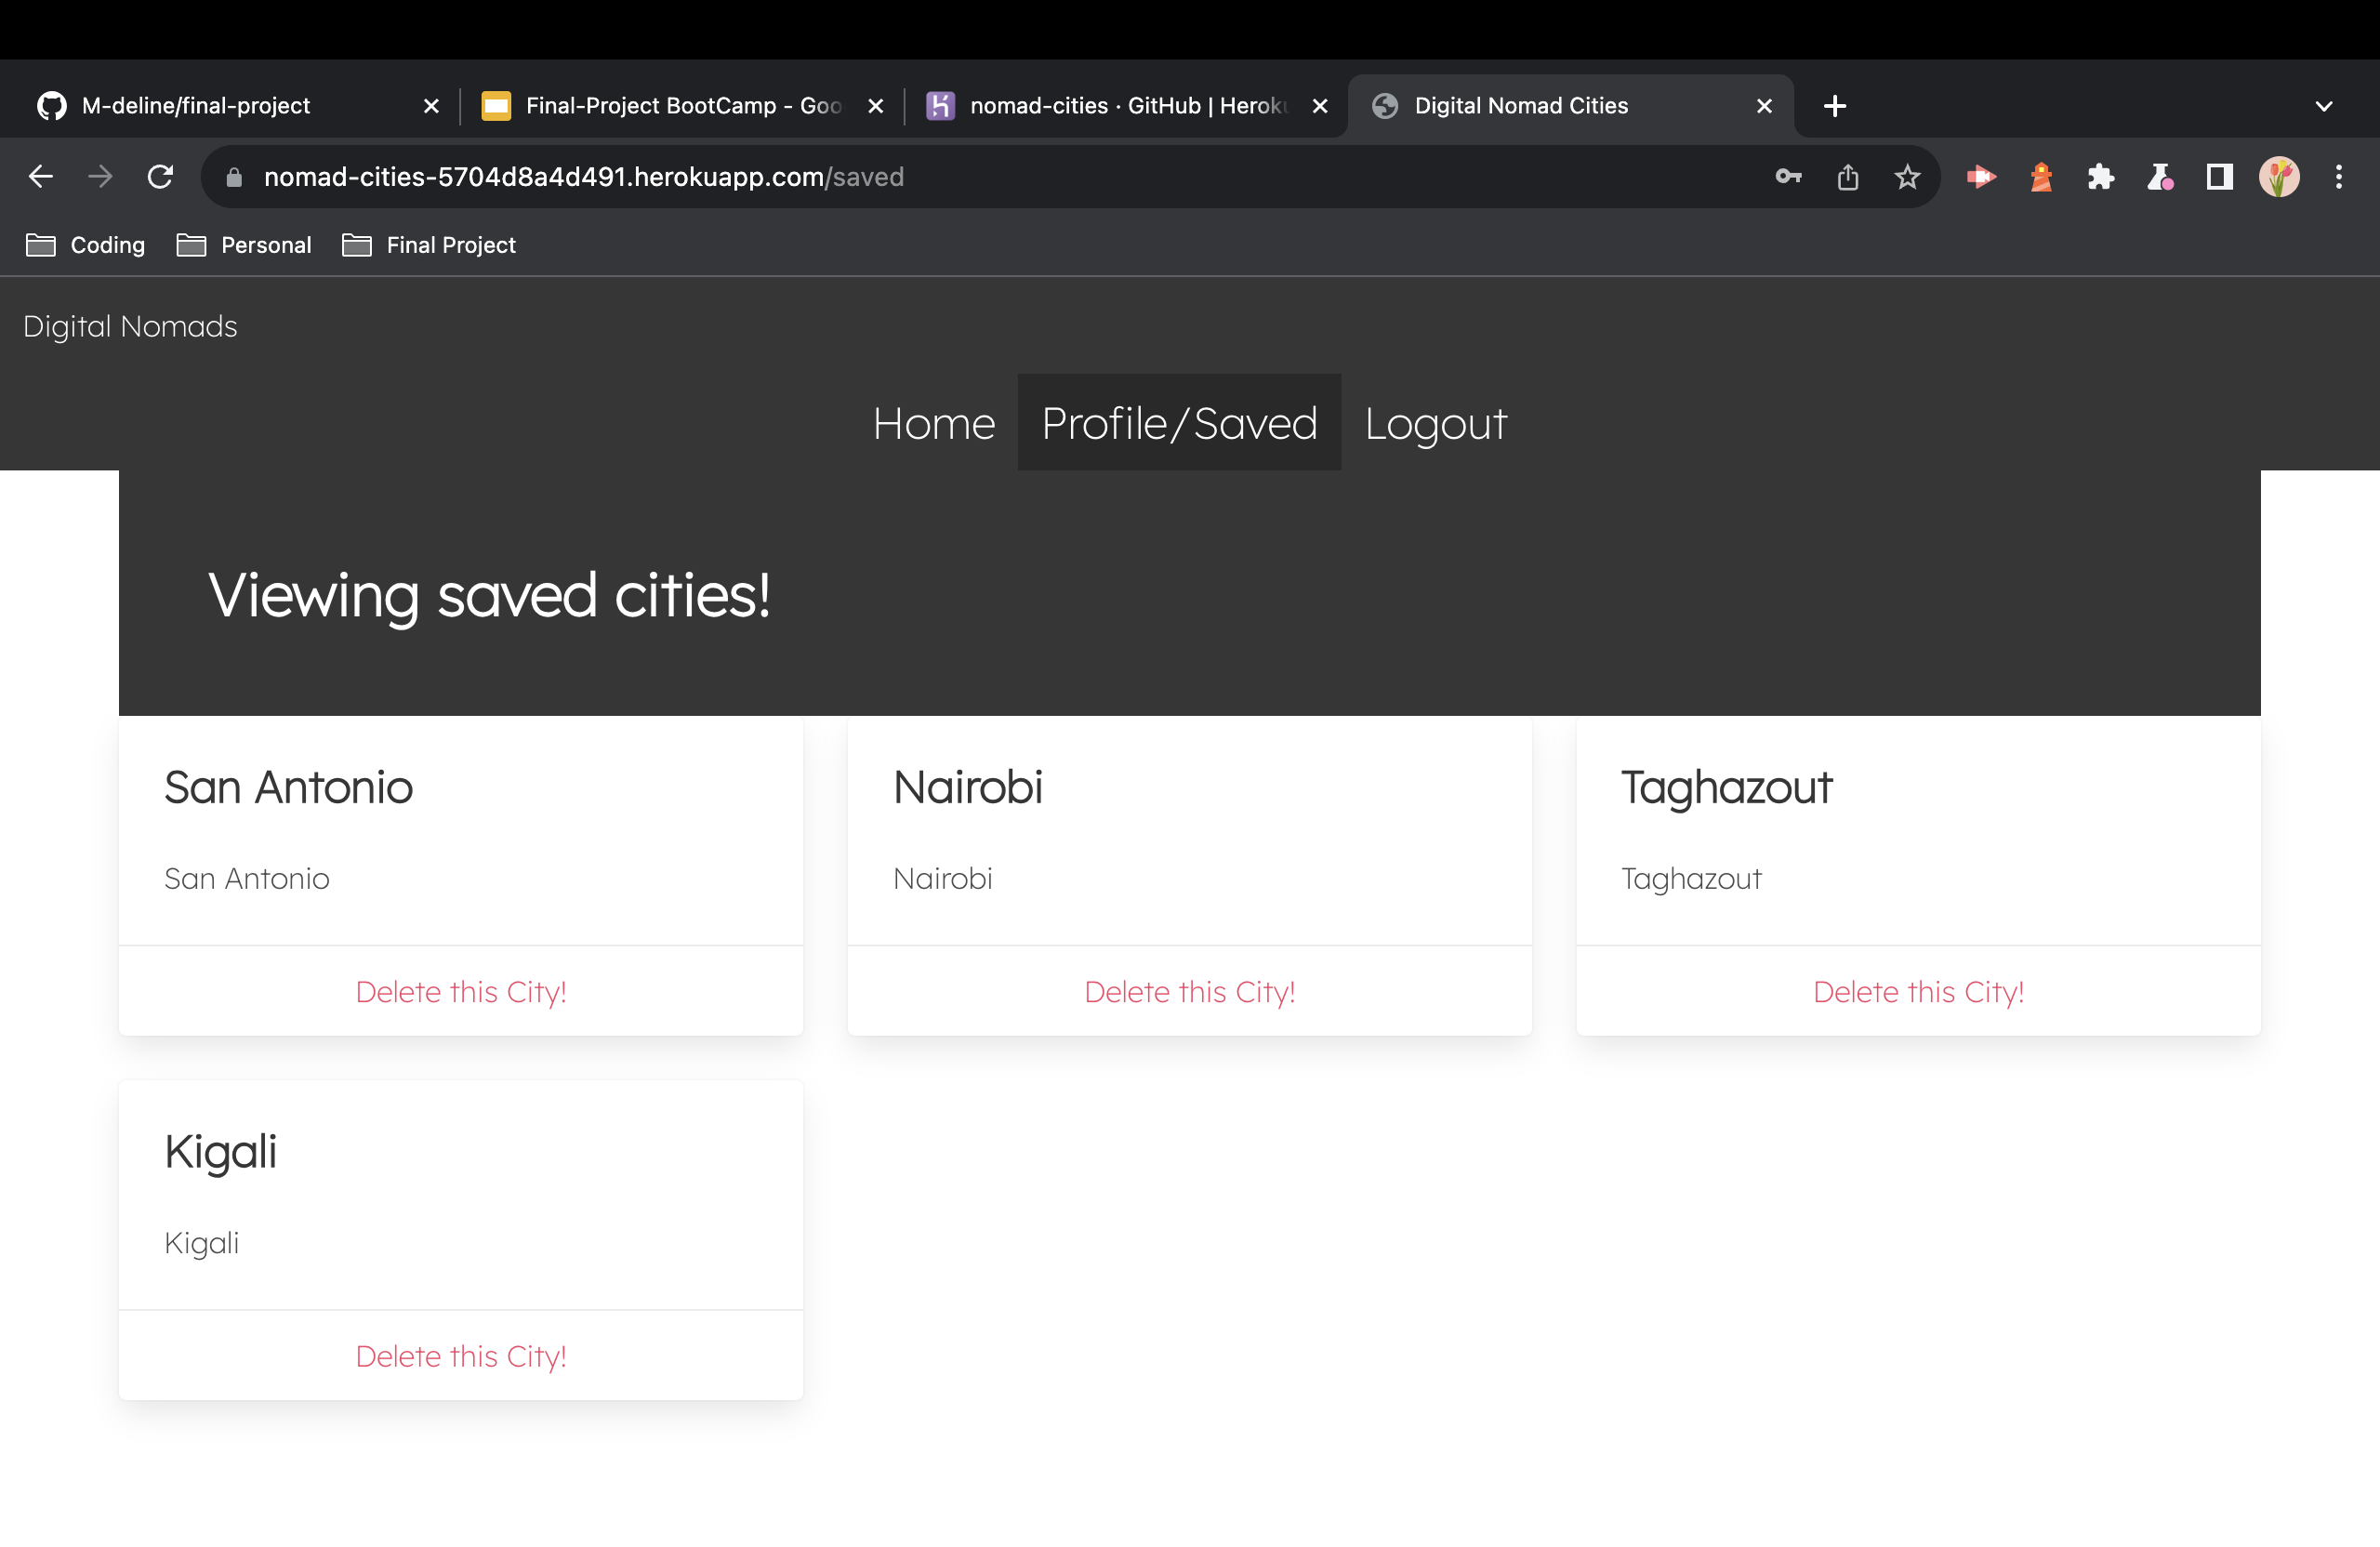 M-deline/final-project
Final-Project BootCamp - Goo
nomad-cities · GitHub | Heroku
Digital Nomad Cities
nomad-cities-5704d8a4d491.herokuapp.com/saved
Coding
Personal
Final Project
Digital Nomads
Home
Profile/Saved
Logout
Viewing saved cities!
San Antonio
San Antonio
Delete this City!
Nairobi
Nairobi
Delete this City!
Taghazout
Taghazout
Delete this City!
Kigali
Kigali
Delete this City!